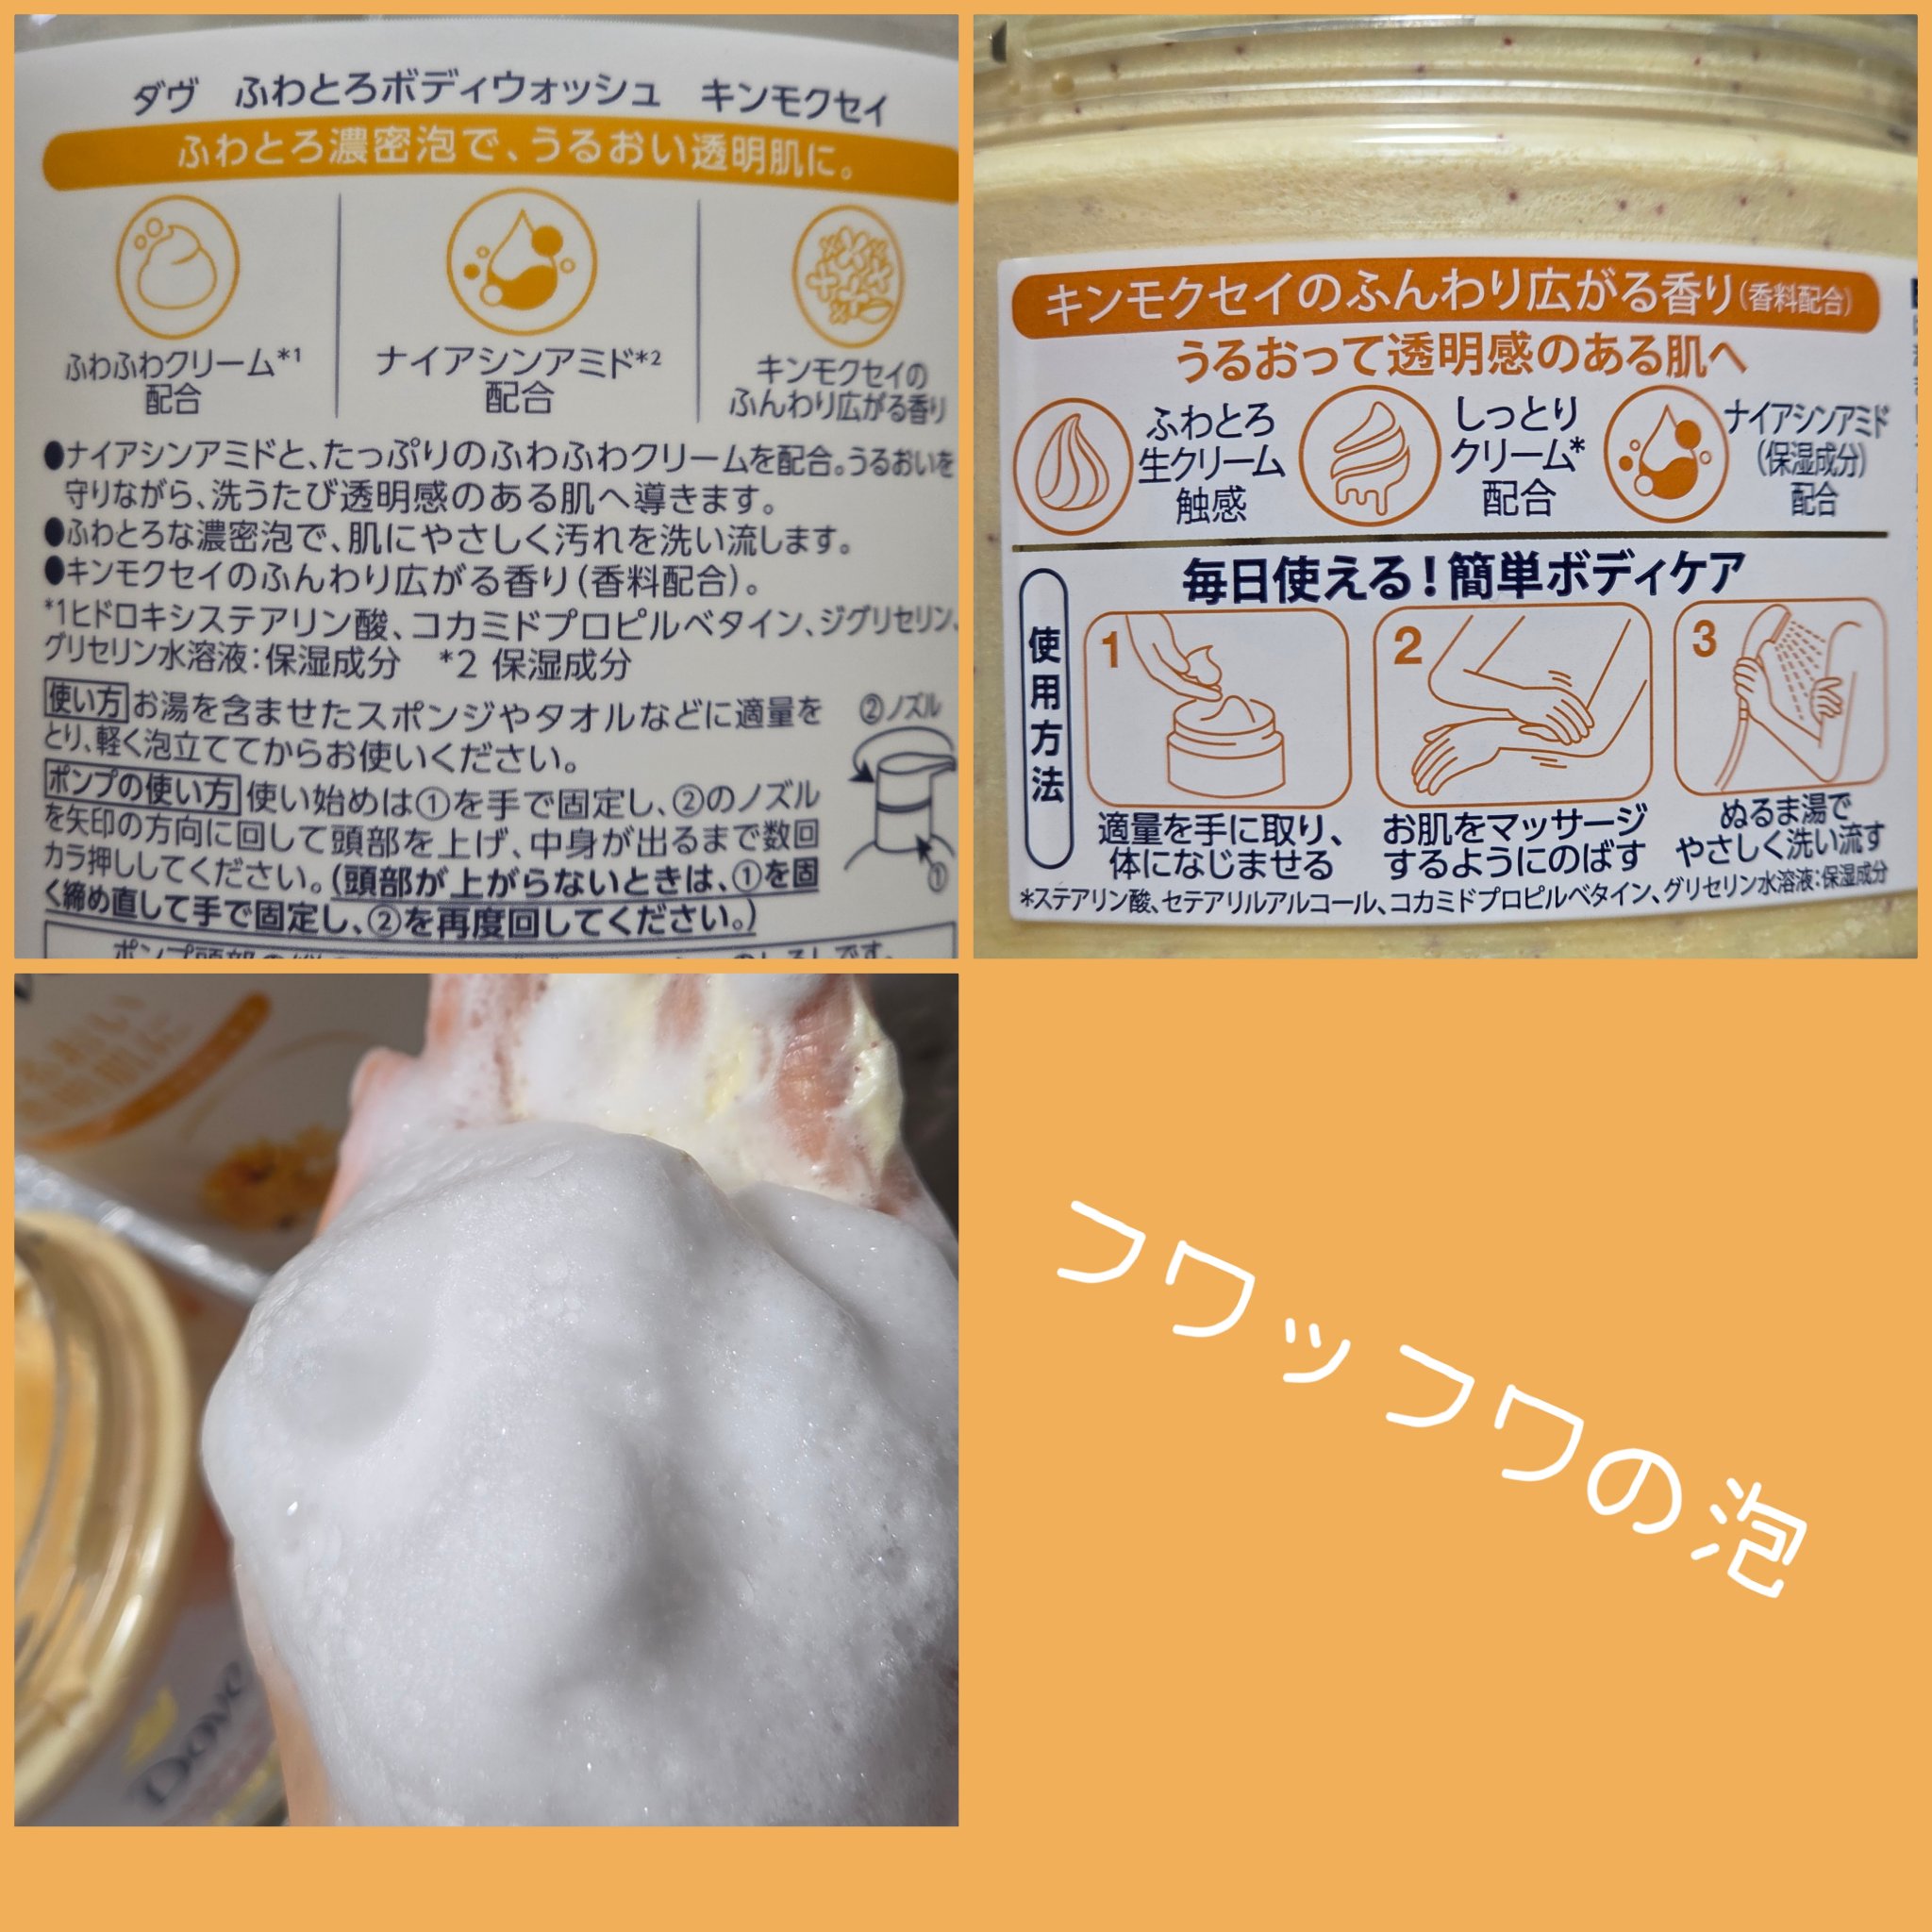 ダヴ ふわとろボディウォッシュ キンモクセイ
ふわとろ濃密泡で、うるおい透明肌に。
ふわふわクリーム*1
配合
ナイアシンアミド*2
配合
キンモクセイの
ふんわり広がる香り
●ナイアシンアミドと、たっぷりのふわふわクリームを配合。うるおいを
守りながら、洗うたび透明感のある肌へ導きます。
●ふわとろな濃密泡で、肌にやさしく汚れを洗い流します。
●キンモクセイのふんわり広がる香り(香料配合)。
*1ヒドロキシステアリン酸、コカミドプロピルベタイン、ジグリセリン、
グリセリン水溶液:保湿成分 *2 保湿成分
使い方 お湯を含ませたスポンジやタオルなどに適量を
とり、軽く泡立ててからお使いください。
ポンプの使い方 使い始めは①を手で固定し、②のノズル
を矢印の方向に回して頭部を上げ、中身が出るまで数回
カラ押ししてください。(頭部が上がらないときは、①を固
く締め直して手で固定し、②を再度回してください。)
②ノズル
①
キンモクセイのふんわり広がる香り(香料配合)
うるおって透明感のある肌へ
ふわとろ
生クリーム
触感
しっとり
クリーム*
配合
ナイアシンアミド
(保湿成分)
配合
毎日使える!簡単ボディケア
使用方法
1
適量を手に取り、
体になじませる
2
お肌をマッサージ
するようにのばす
3
ぬるま湯で
やさしく洗い流す
*ステアリン酸、セテアリルアルコール、コカミドプロピルベタイン、グリセリン水溶液:保湿成分
Dove
フワッフワの泡